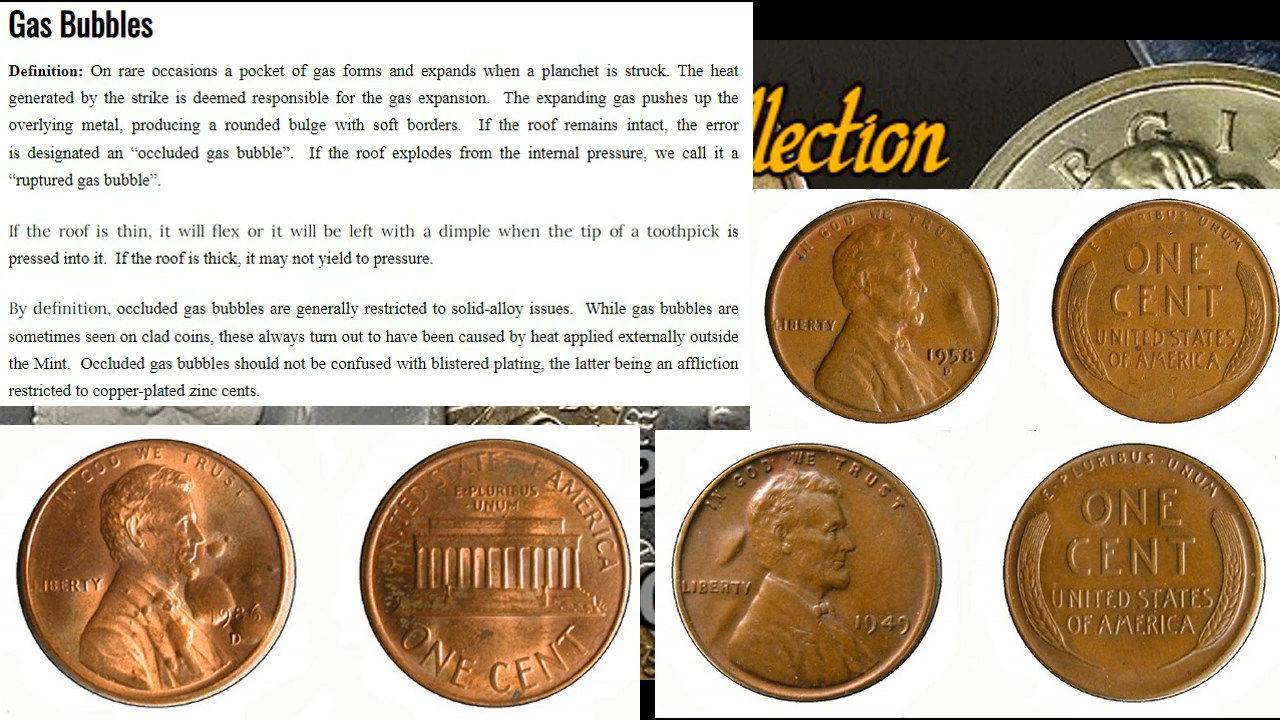 Gas Bubbles
Definition: On rare occasions a pocket of gas forms and expands when a planchet is struck. The heat
generated by the strike is deemed responsible for the gas expansion. The expanding gas pushes up the
overlying metal, producing a rounded bulge with soft borders. If the roof remains intact, the error
is designated an “occluded gas bubble”. If the roof explodes from the internal pressure, we call it a
“ruptured gas bubble”.
If the roof is thin, it will flex or it will be left with a dimple when the tip of a toothpick is
pressed into it. If the roof is thick, it may not yield to pressure.
By definition, occluded gas bubbles are generally restricted to solid-alloy issues. While gas bubbles are
sometimes seen on clad coins, these always turn out to have been caused by heat applied externally outside
the Mint. Occluded gas bubbles should not be confused with blistered plating, the latter being an affliction
restricted to copper-plated zinc cents.
llection
IN GOD WE TRUST
LIBERTY
1958
D
E PLURIBUS UNUM
ONE
CENT
UNITED STATES
OF AMERICA
IN GOD WE TRUST
LIBERTY
1986
D
UNITED STATES OF AMERICA
E·PLURIBUS
·UNUM·
ONE CENT
IN GOD WE TRUST
LIBERTY
1949
E·PLURIBUS·UNUM
ONE
CENT
UNITED STATES
OF AMERICA